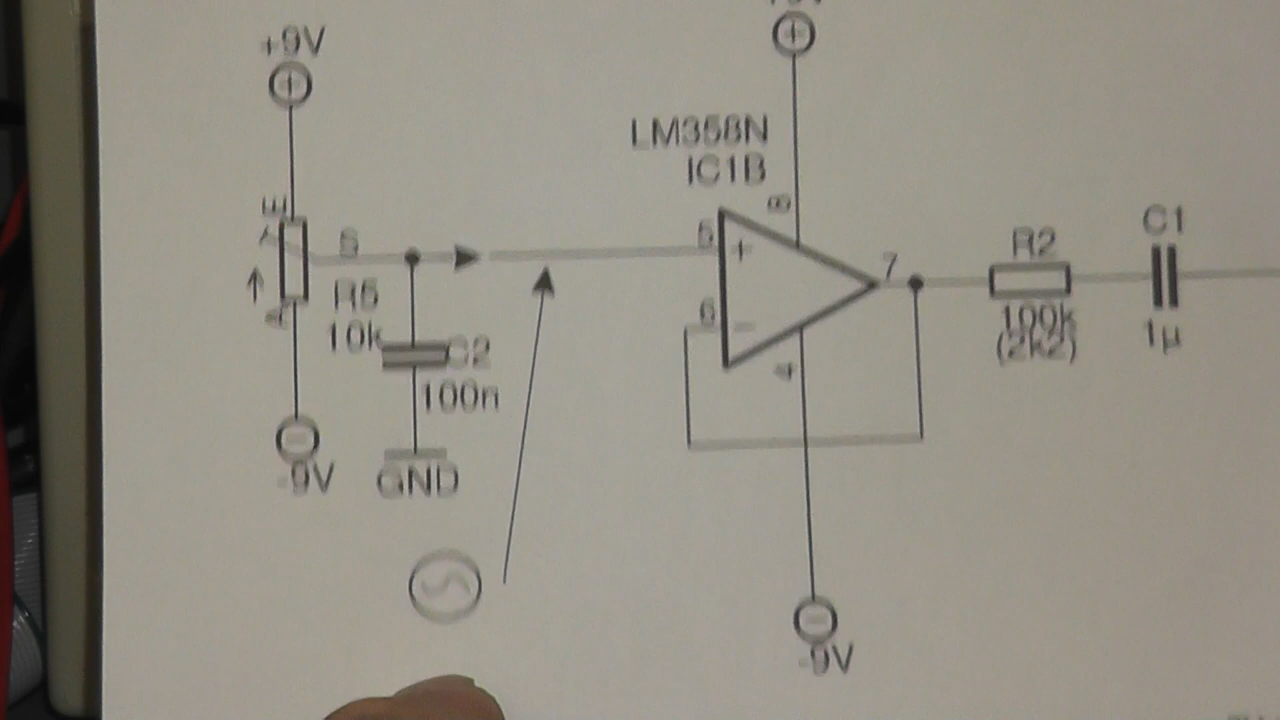 +9V
LM358N
IC1B
8
E
S
5
+
R5
10k
A
6
-
7
4
C2
100n
R2
100k
(2k2)
C1
1µ
-9V
GND
-9V